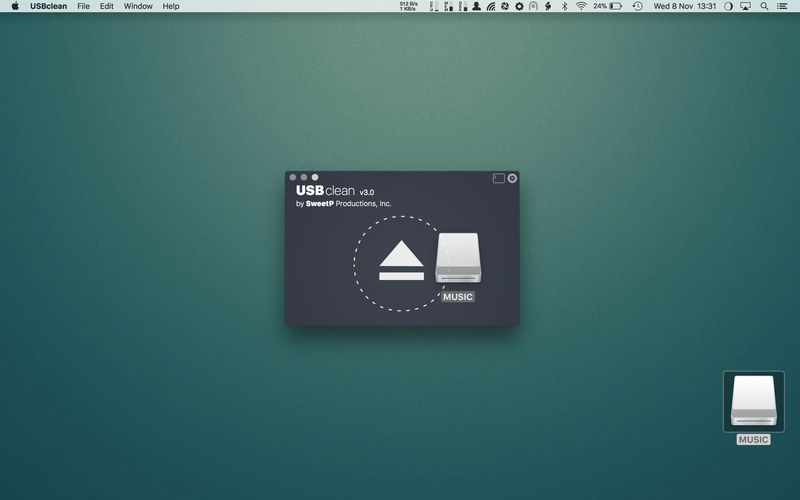 USBclean File Edit Window Help
512 B/s
1 KB/s
24% Wed 8 Nov 13:31
USBclean v3.0
by SweetP Productions, Inc.
MUSIC
MUSIC